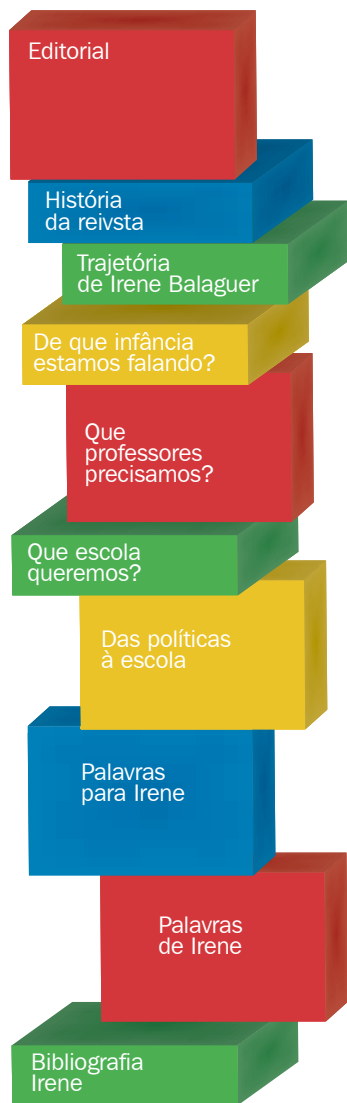 Editorial
História
da reivsta
Trajetória
de Irene Balaguer
De que infância
estamos falando?
Que
professores
precisamos?
Que escola
queremos?
Das políticas
à escola
Palavras
para Irene
Palavras
de Irene
Bibliografia
Irene